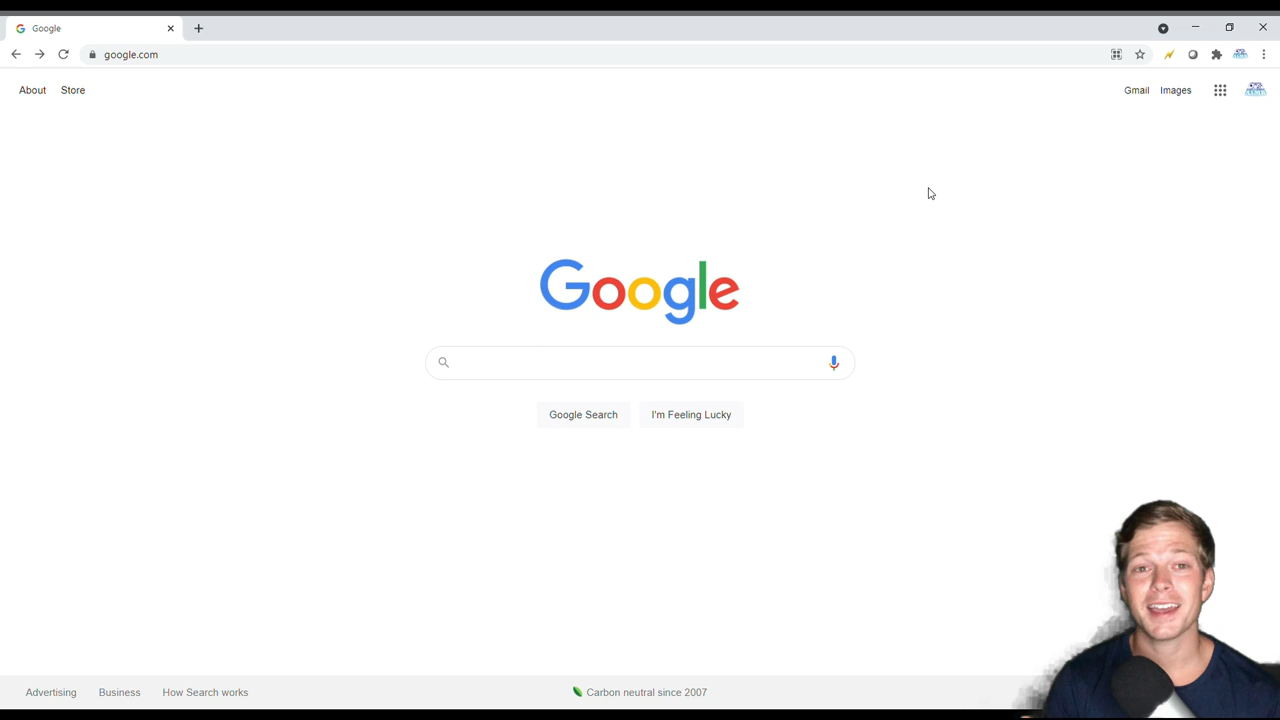 Google
google.com
About Store
Gmail Images
Google
Google Search I'm Feeling Lucky
Advertising Business How Search works
Carbon neutral since 2007